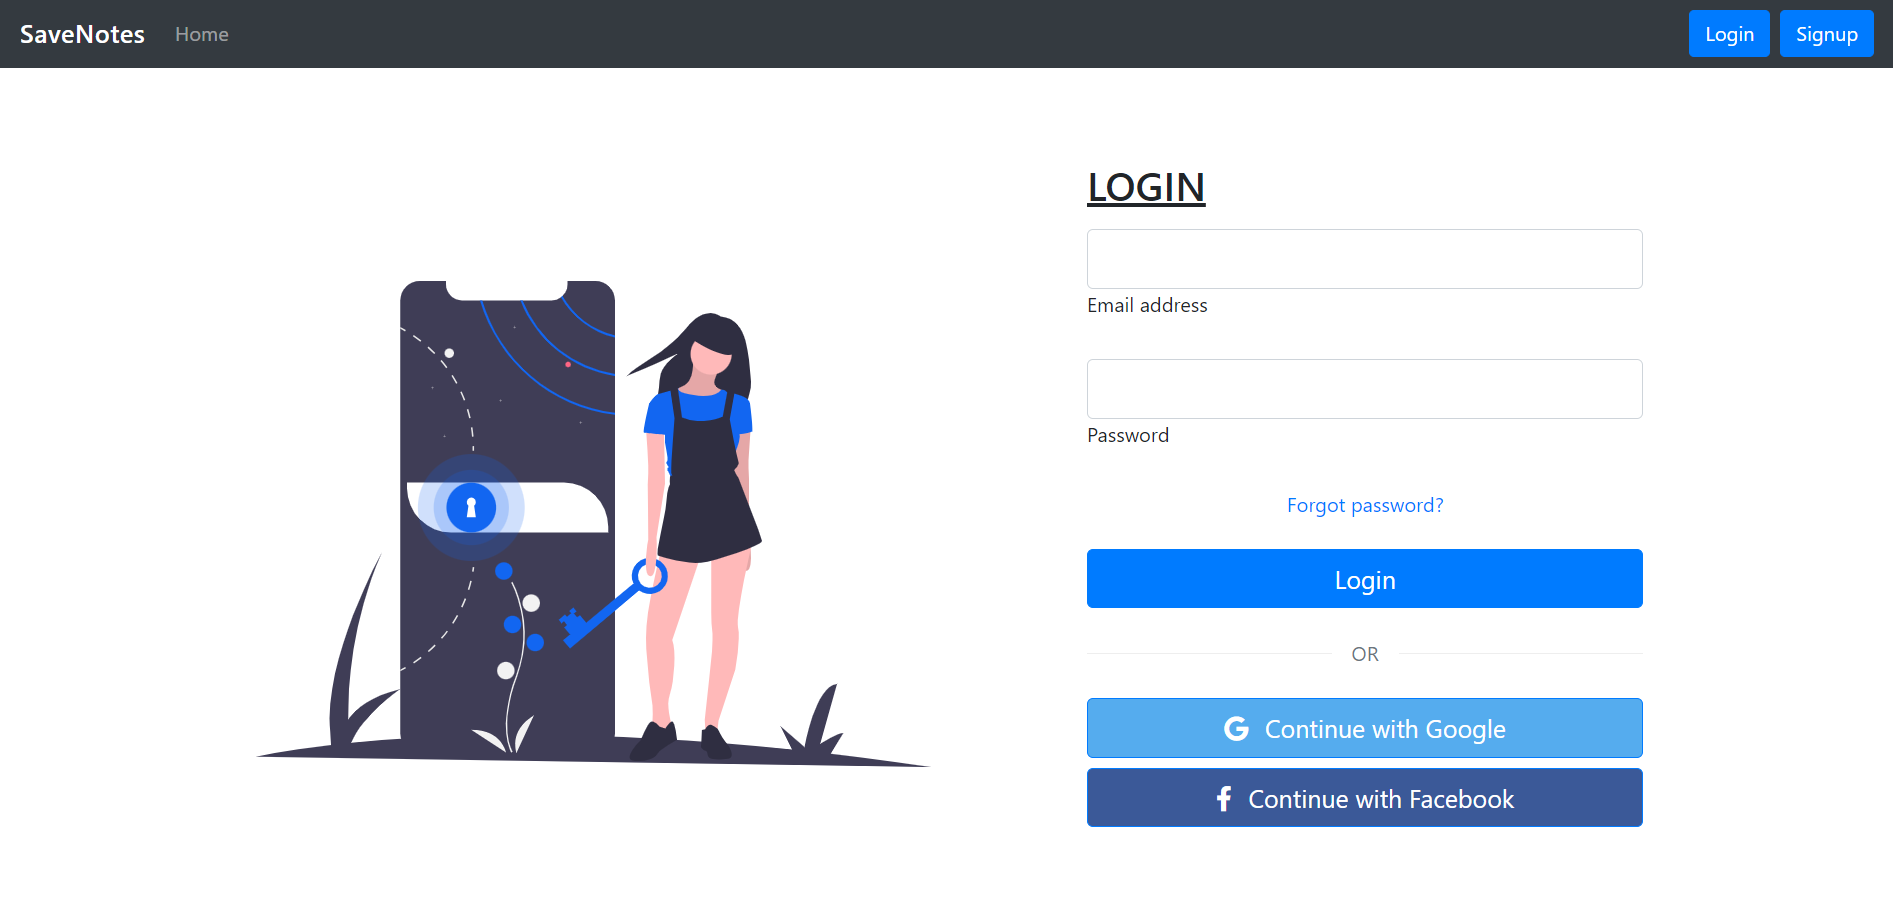 SaveNotes Home Login Signup
LOGIN
Email address
Password
Forgot password?
Login
OR
Continue with Google
Continue with Facebook